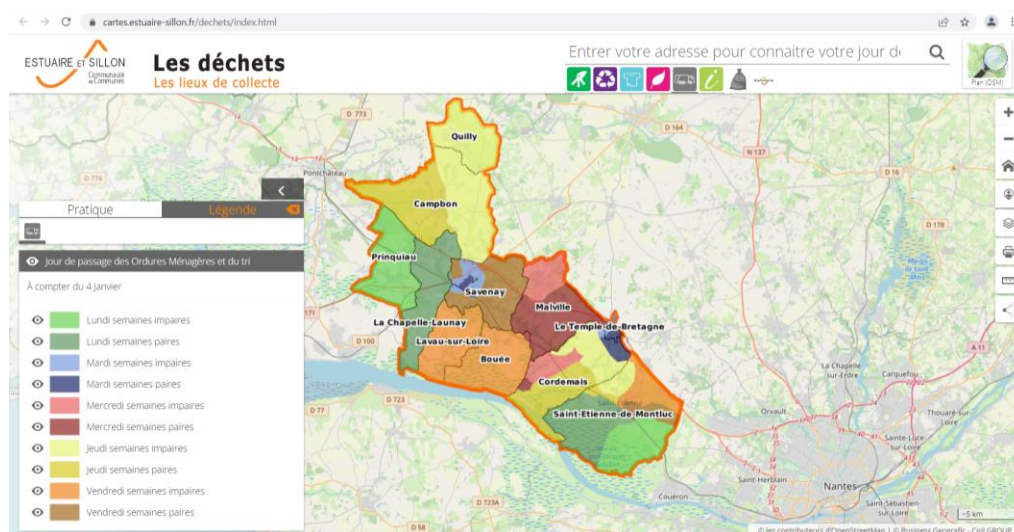 cartes.estuaire-sillon.fr/dechets/index.html
ESTUAIRE ET SILLON
Communauté
de Communes
Les déchets
Les lieux de collecte
Entrer votre adresse pour connaitre votre jour d
Plan (OSM)
D 773
D 164
N 137
D 16
D 774
Pontchâteau
Quilly
Campbon
D 178
Pratique
Légende
Jour de passage des Ordures Ménagères et du tri
À compter du 4 Janvier
Lundi semaines impaires
Lundi semaines paires
Mardi semaines impaires
Mardi semaines paires
Mercredi semaines impaires
Mercredi semaines paires
Jeudi semaines impaires
Jeudi semaines paires
Vendredi semaines impaires
Vendredi semaines paires
Prinquiau
Savenay
Malville
171
La Chapelle-Launay
Le Temple-de-Bretagne
D 100
Lavau-sur-Loire
A 11
Bouée
La Chapelle
-sur-Erdre
Carquefou
Cordemais
D 723
D 77
Saint-Etienne-de-Montluc
Orvault
Thouaré-sur
-Loire
Sainte-Luce
-sur-Loire
Saint-Herblain
Nantes
Couëron
D 723A
Saint-Sébastien
-sur-Loire
D 58
~5 km
© les contributeurs d'OpenStreetMap | © Business Geografic - Ciril GROUP